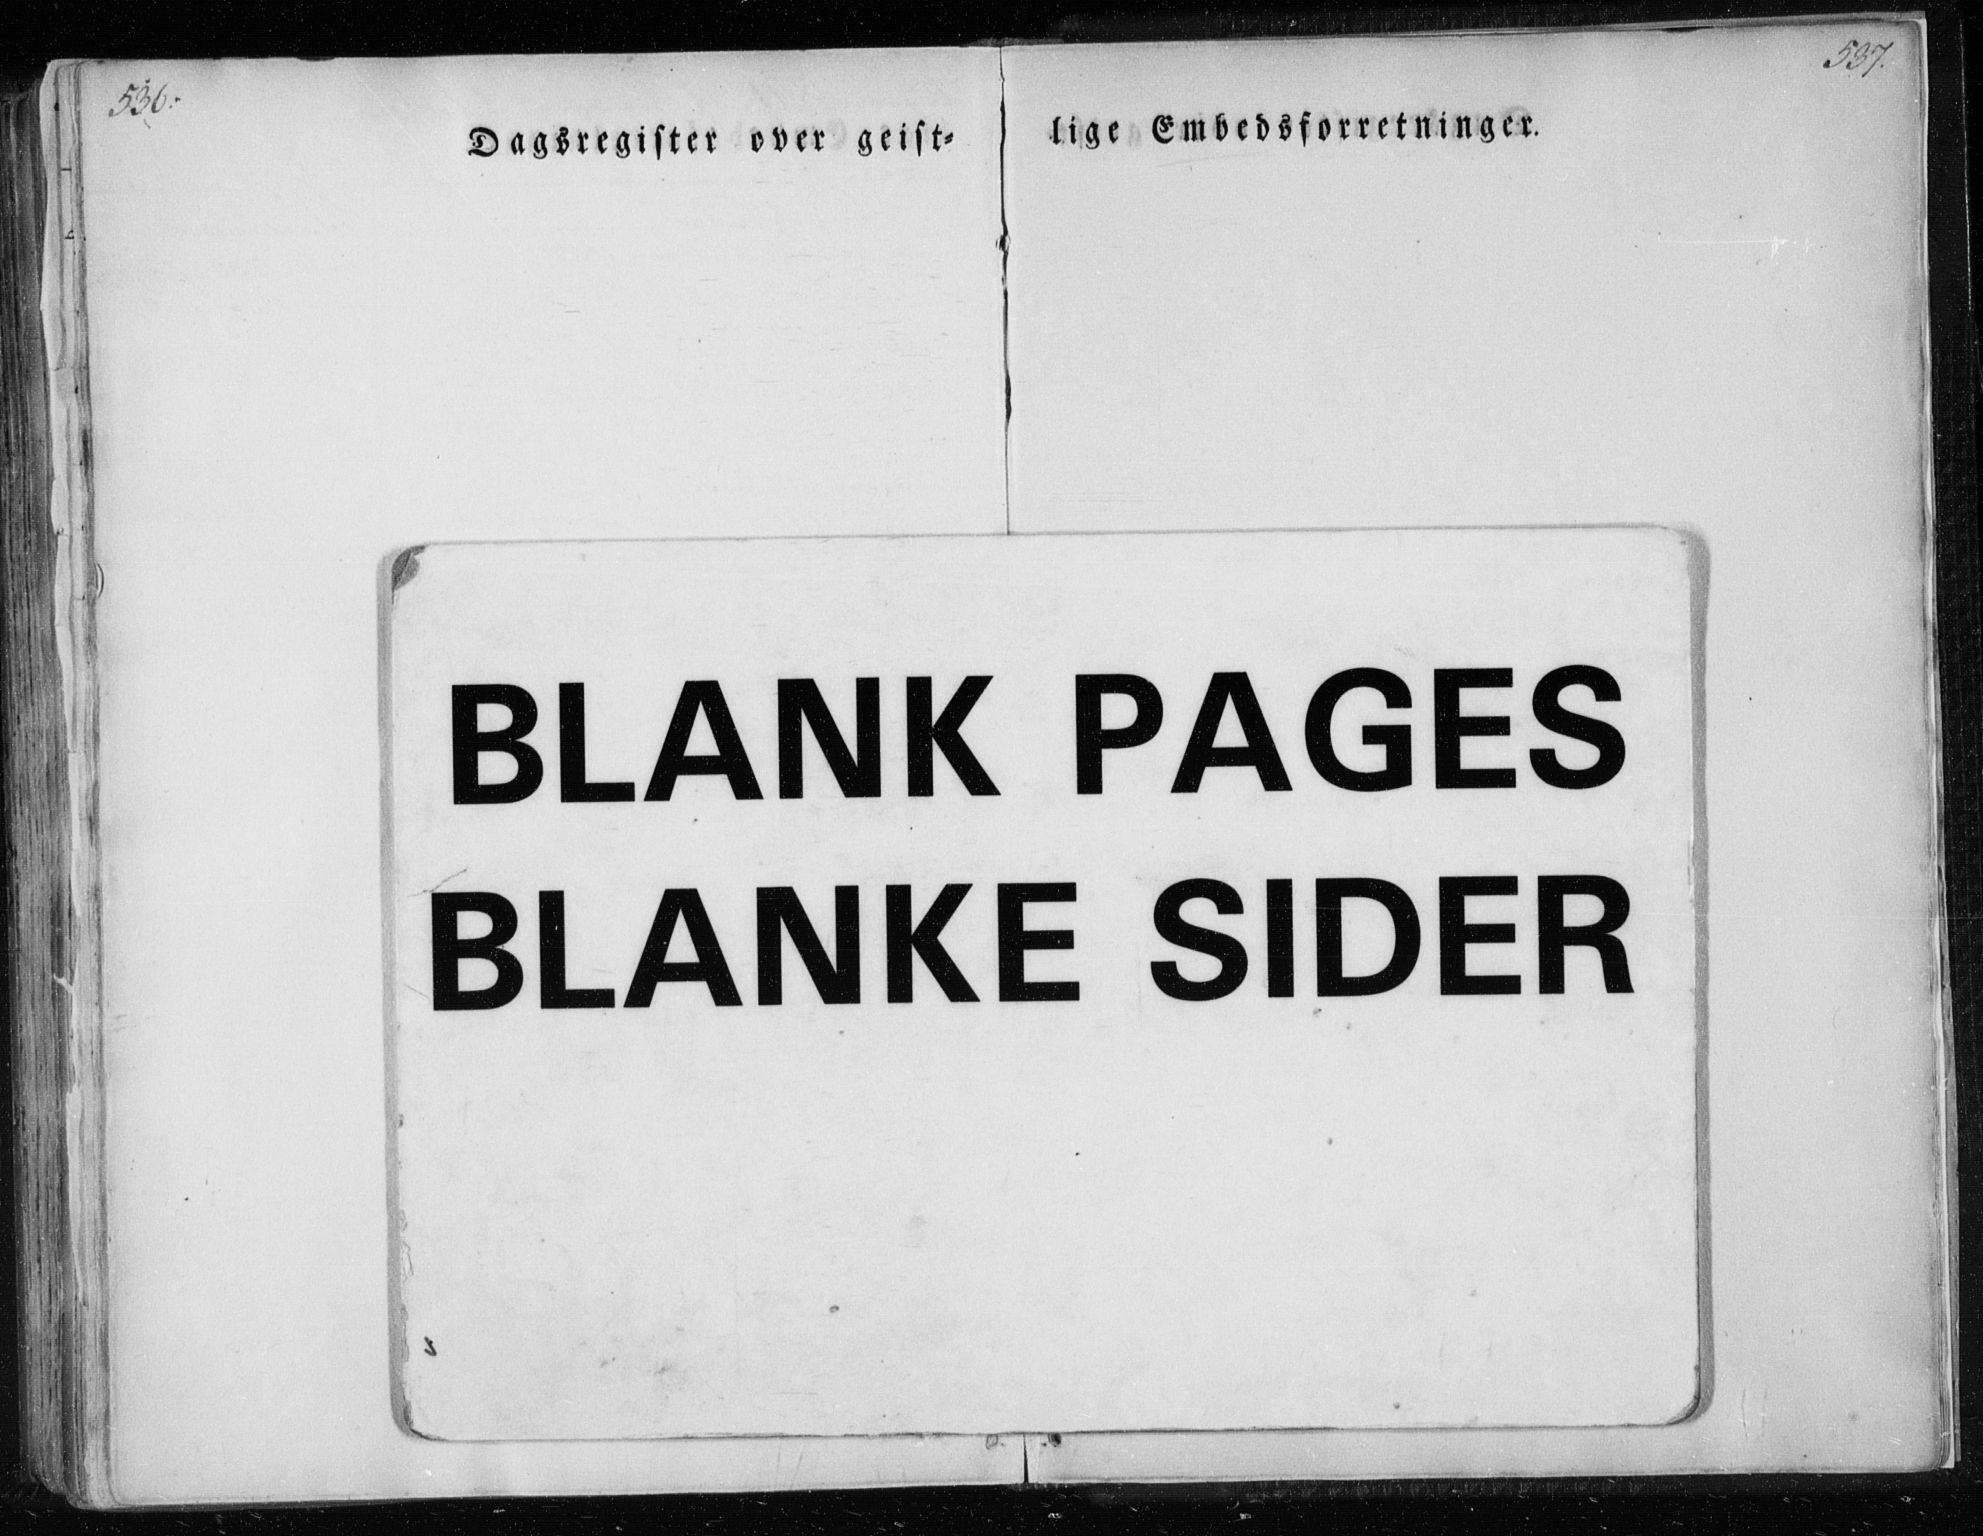 536.
537.
Dagsregister over geist= lige Embedsforretninger.
BLANK PAGES
BLANKE SIDER